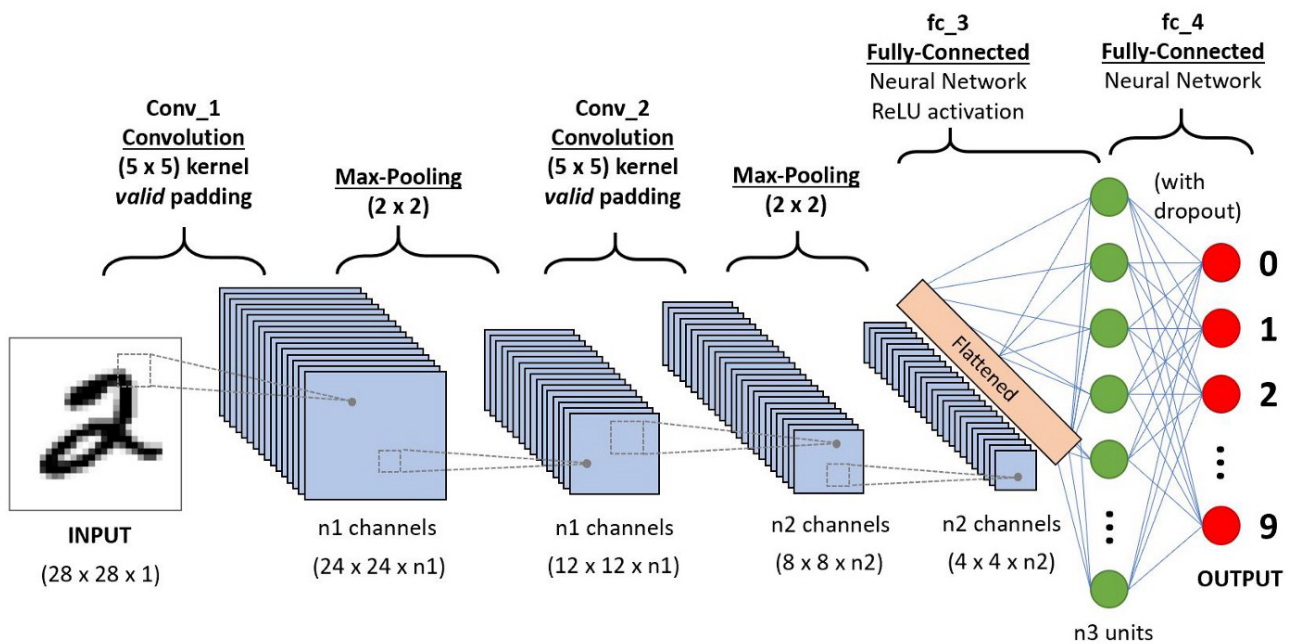 Conv_1
Convolution
(5 x 5) kernel
valid padding
Max-Pooling
(2 x 2)
Conv_2
Convolution
(5 x 5) kernel
valid padding
Max-Pooling
(2 x 2)
fc_3
Fully-Connected
Neural Network
ReLU activation
fc_4
Fully-Connected
Neural Network
(with
dropout)
Flattened
0
1
2
9
OUTPUT
INPUT
(28 x 28 x 1)
n1 channels
(24 x 24 x n1)
n1 channels
(12 x 12 x n1)
n2 channels
(8 x 8 x n2)
n2 channels
(4 x 4 x n2)
n3 units
2